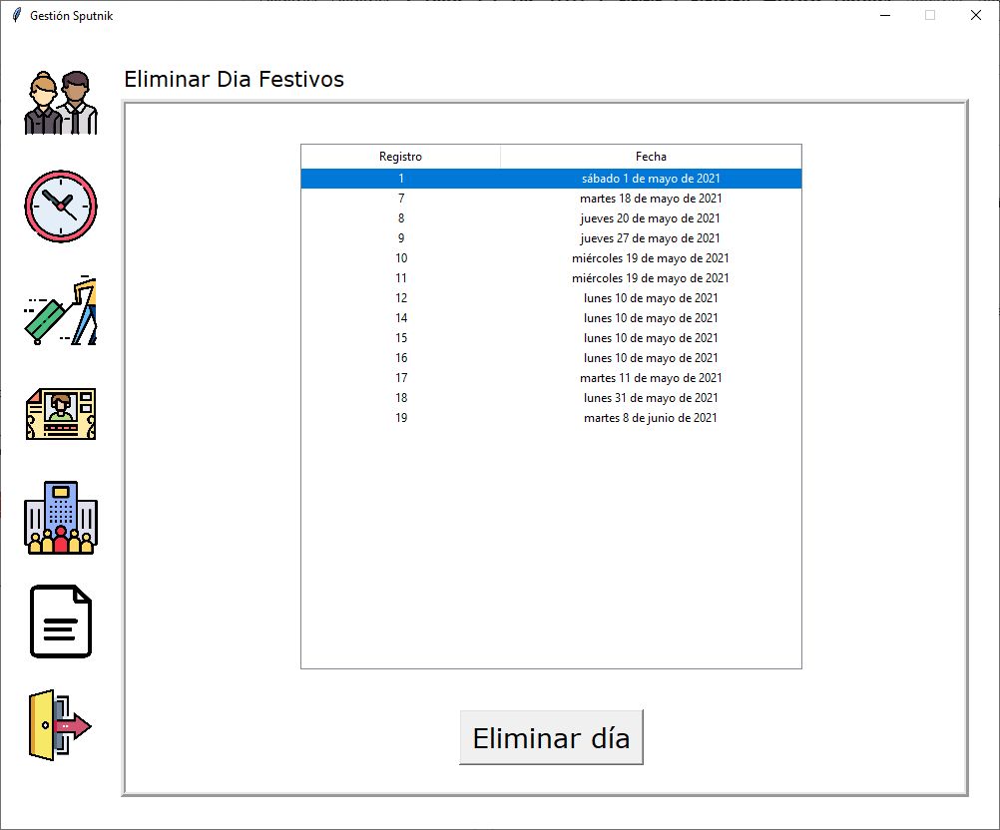 Gestión Sputnik
Eliminar Dia Festivos
Registro Fecha
1 sábado 1 de mayo de 2021
7 martes 18 de mayo de 2021
8 jueves 20 de mayo de 2021
9 jueves 27 de mayo de 2021
10 miércoles 19 de mayo de 2021
11 miércoles 19 de mayo de 2021
12 lunes 10 de mayo de 2021
14 lunes 10 de mayo de 2021
15 lunes 10 de mayo de 2021
16 lunes 10 de mayo de 2021
17 martes 11 de mayo de 2021
18 lunes 31 de mayo de 2021
19 martes 8 de junio de 2021
Eliminar día